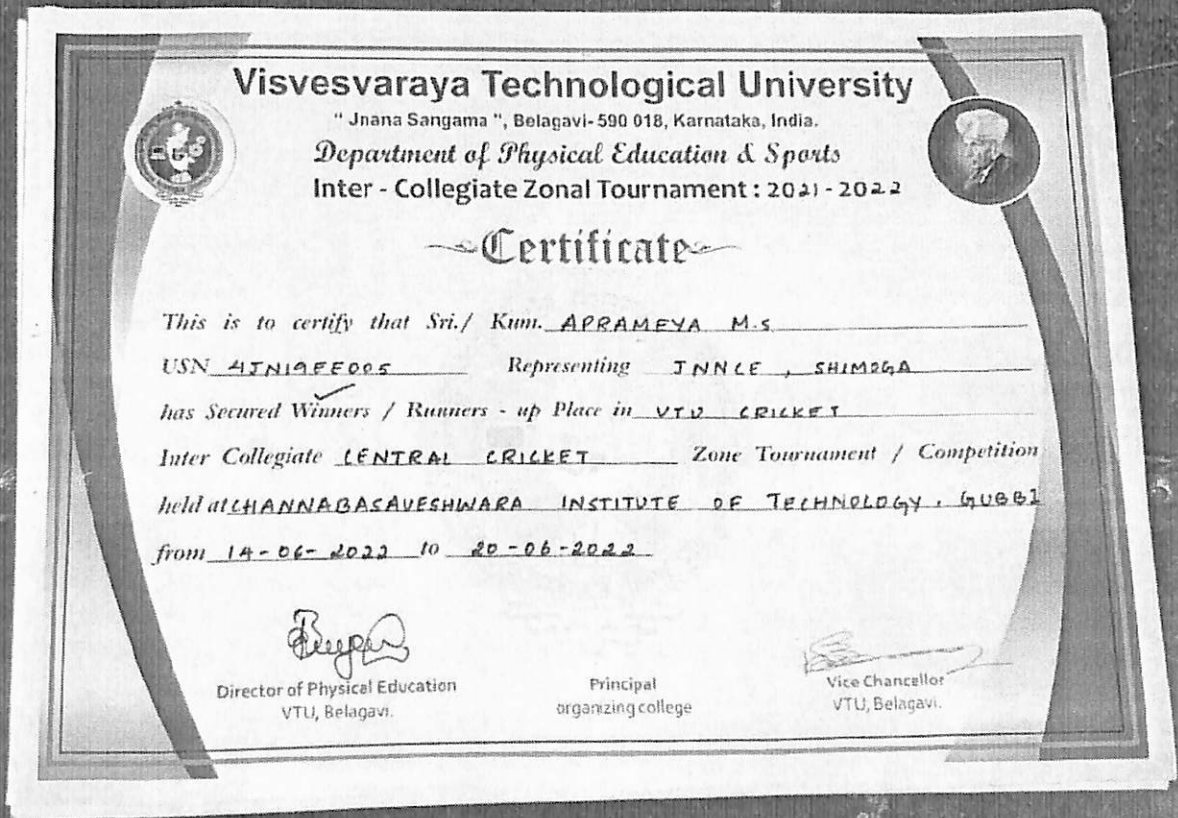 Visvesvaraya Technological University
" Jnana Sangama ", Belagavi-590 018, Karnataka, India.
Department of Physical Education & Sports
Inter - Collegiate Zonal Tournament : 2021-2022
Certificate
This is to certify that Sri./ Kum. APRAMEYA M.S
USN 4JN19EE005 Representing JNNCE, SHIMOGA
has Secured Winners / Runners - up Place in VTU CRICKET
Inter Collegiate CENTRAL CRICKET Zone Tournament / Competition
held at CHANNABASAVESHWARA INSTITUTE OF TECHNOLOGY, GUBBI
from 14-06-2022 to 20-06-2022
Director of Physical Education
VTU, Belagavi.
Principal
organizing college
Vice Chancellor
VTU, Belagavi.